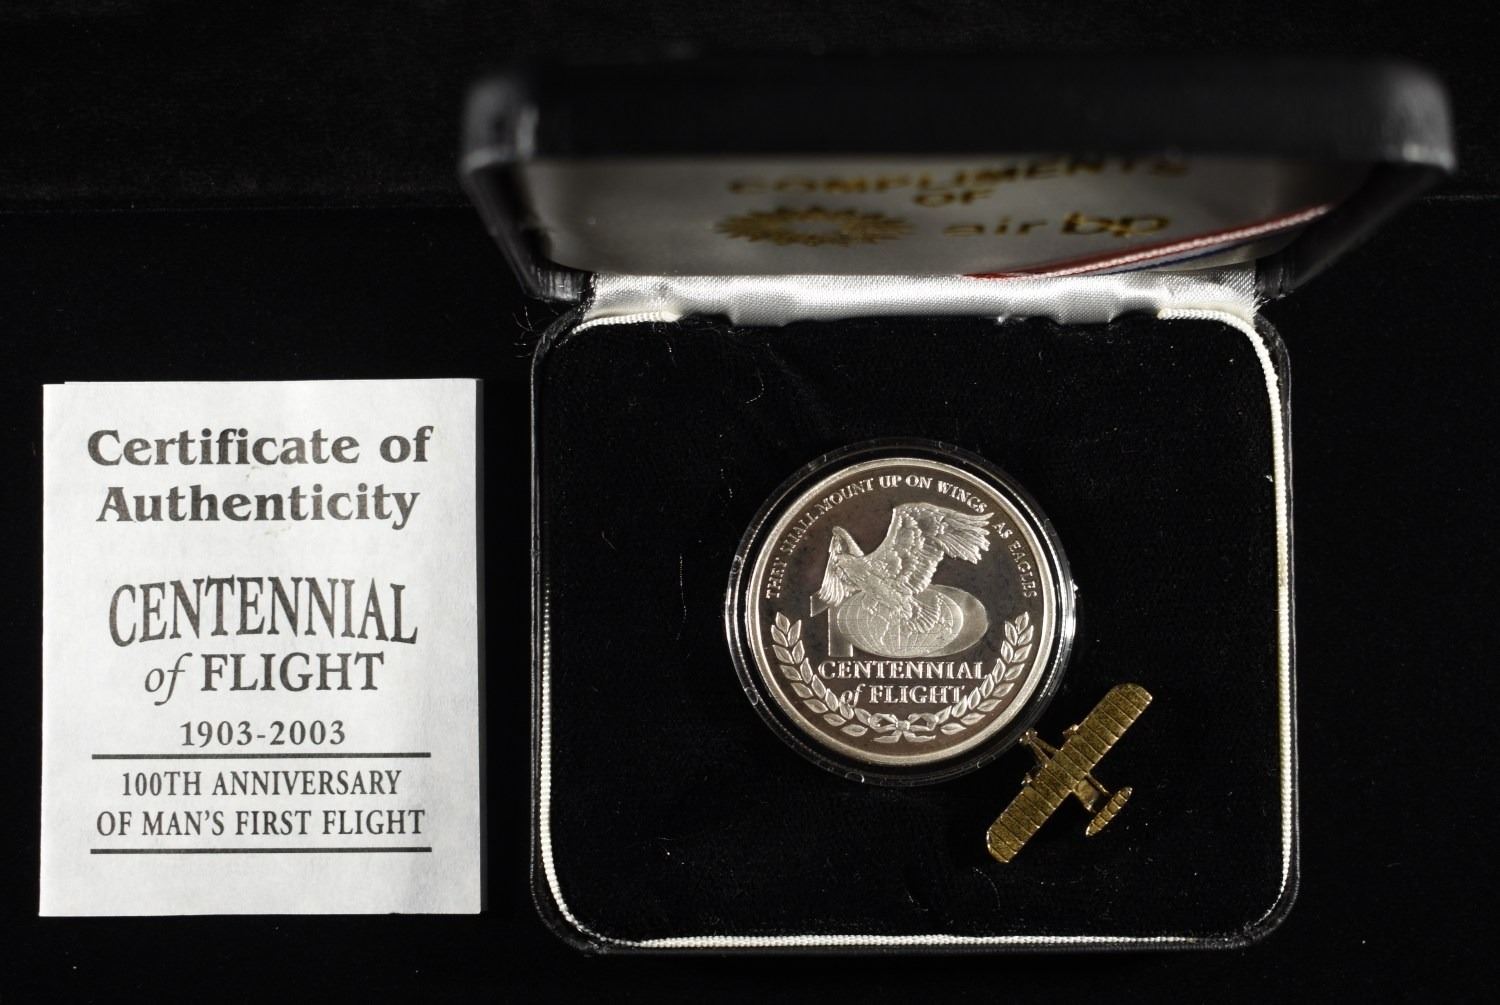 COMPLIMENTS
OF
air bp
Certificate of
Authenticity
CENTENNIAL
of FLIGHT
1903-2003
100TH ANNIVERSARY
OF MAN'S FIRST FLIGHT
THEY SHALL MOUNT UP ON WINGS AS EAGLES
CENTENNIAL
of FLIGHT